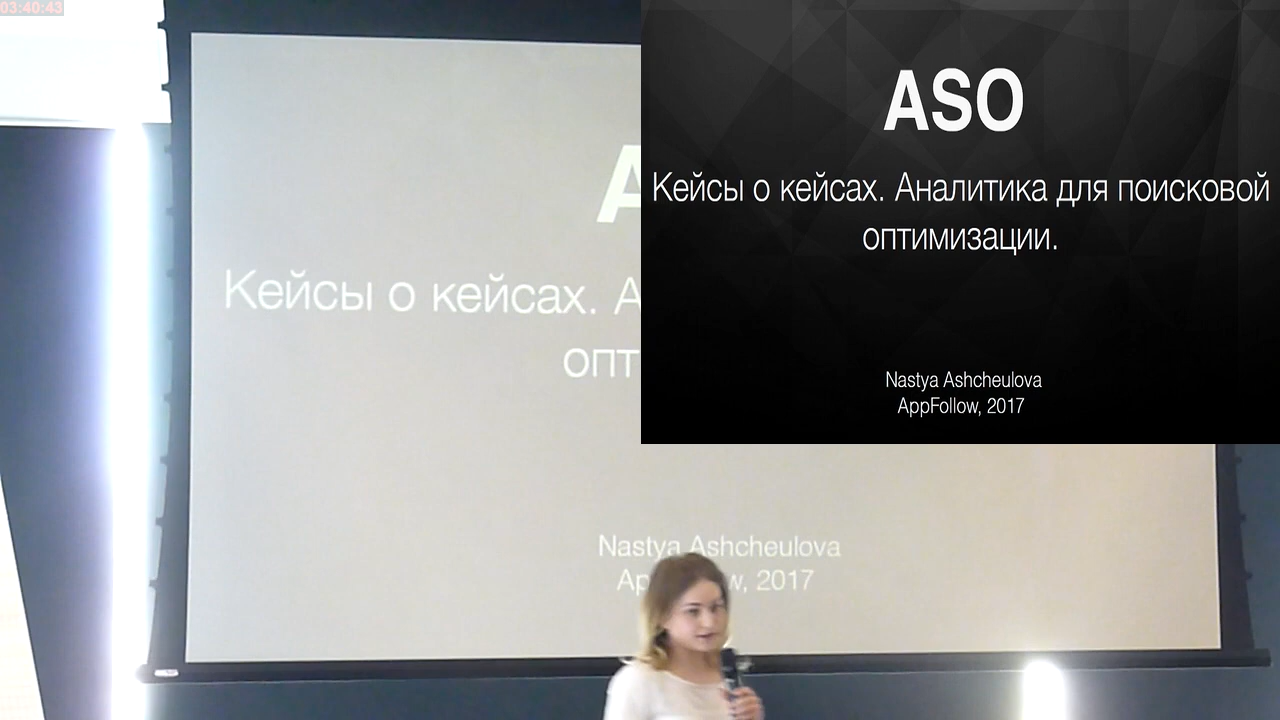 03:40:43
ASO
Кейсы о кейсах. Аналитика для поисковой
оптимизации.
Nastya Ashcheulova
AppFollow, 2017
A
Кейсы о кейсах. А
опт
Nastya Ashcheulova
Ap w, 2017